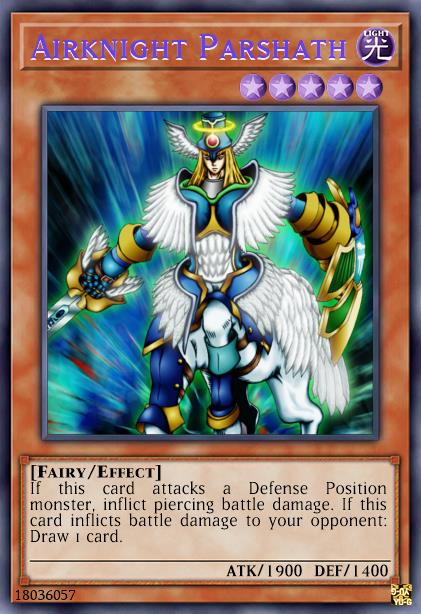 AIRKNIGHT PARSHATH
LIGHT
光
[FAIRY/EFFECT]
If this card attacks a Defense Position
monster, inflict piercing battle damage. If this
card inflicts battle damage to your opponent:
Draw 1 card.
ATK/1900 DEF/1400
18036057